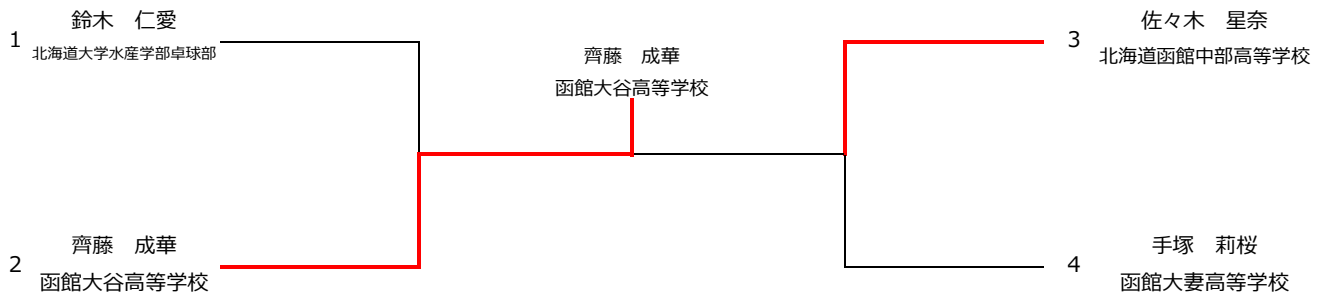 1
鈴木　仁愛
北海道大学水産学部卓球部
2
齊藤　成華
函館大谷高等学校
齊藤　成華
函館大谷高等学校
3
佐々木　星奈
北海道函館中部高等学校
4
手塚　莉桜
函館大妻高等学校